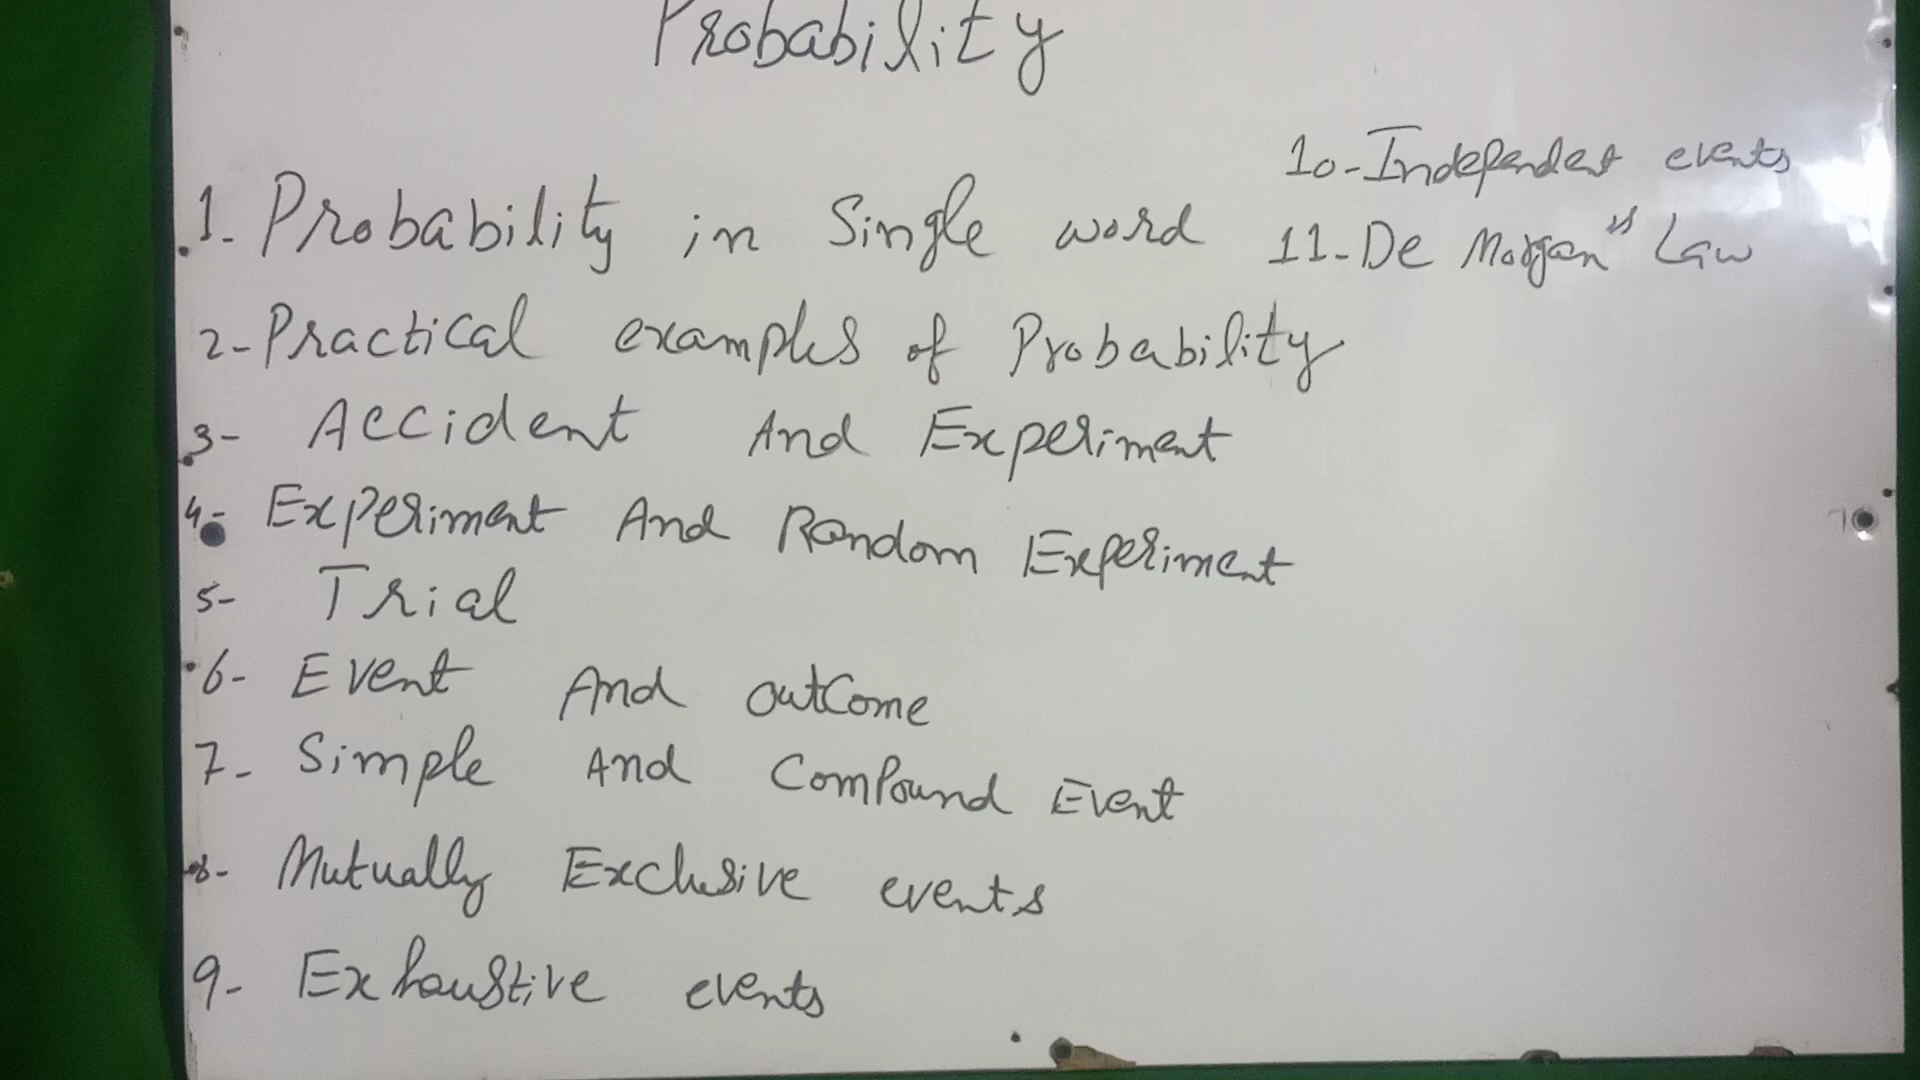 Probability
1. Probability in Single word
2- Practical examples of Probability
3- Accident And Experiment
4- Experiment And Random Experiment
5- Trial
6- Event And outCome
7- Simple And Compound Event
8- Mutually Exclusive events
9- Exhaustive events
10- Independent events
11- De Morgan"s Law